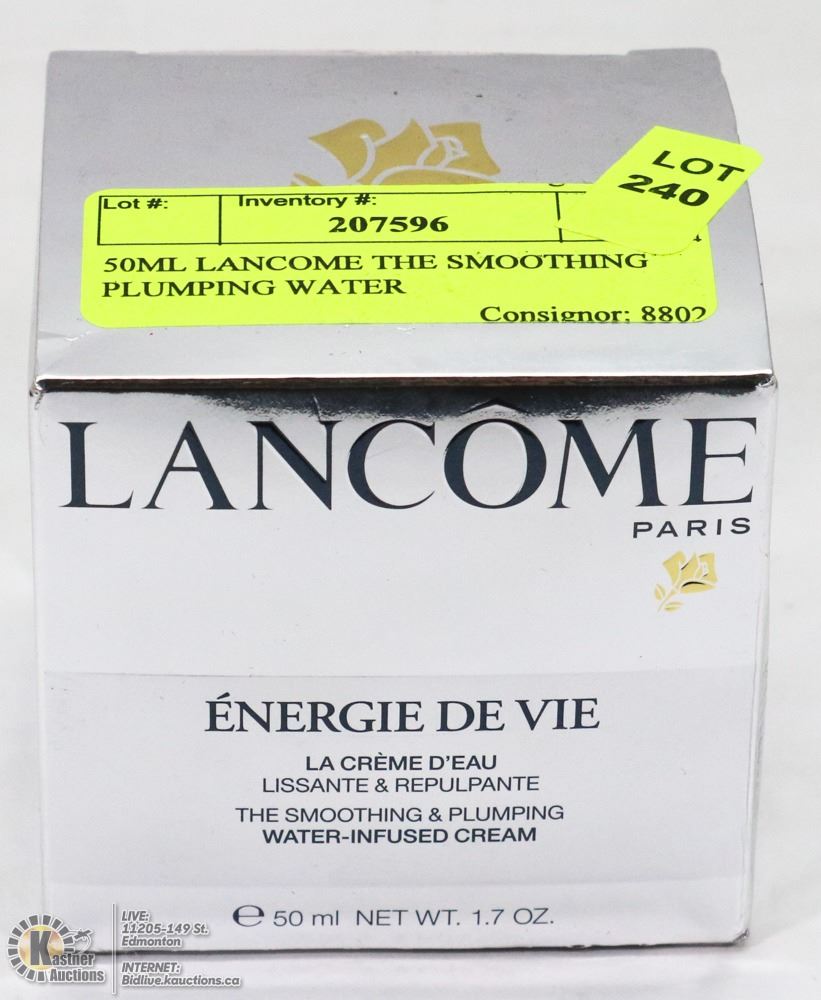 LOT
240
Lot #: Inventory #:
207596
50ML LANCOME THE SMOOTHING
PLUMPING WATER
Consignor: 8802
LANCÔME
PARIS
ÉNERGIE DE VIE
LA CRÈME D'EAU
LISSANTE & REPULPANTE
THE SMOOTHING & PLUMPING
WATER-INFUSED CREAM
℮ 50 ml NET WT. 1.7 OZ.
Kastner
Auctions
LIVE:
11205-149 St.
Edmonton
INTERNET:
Bidlive.kauctions.ca